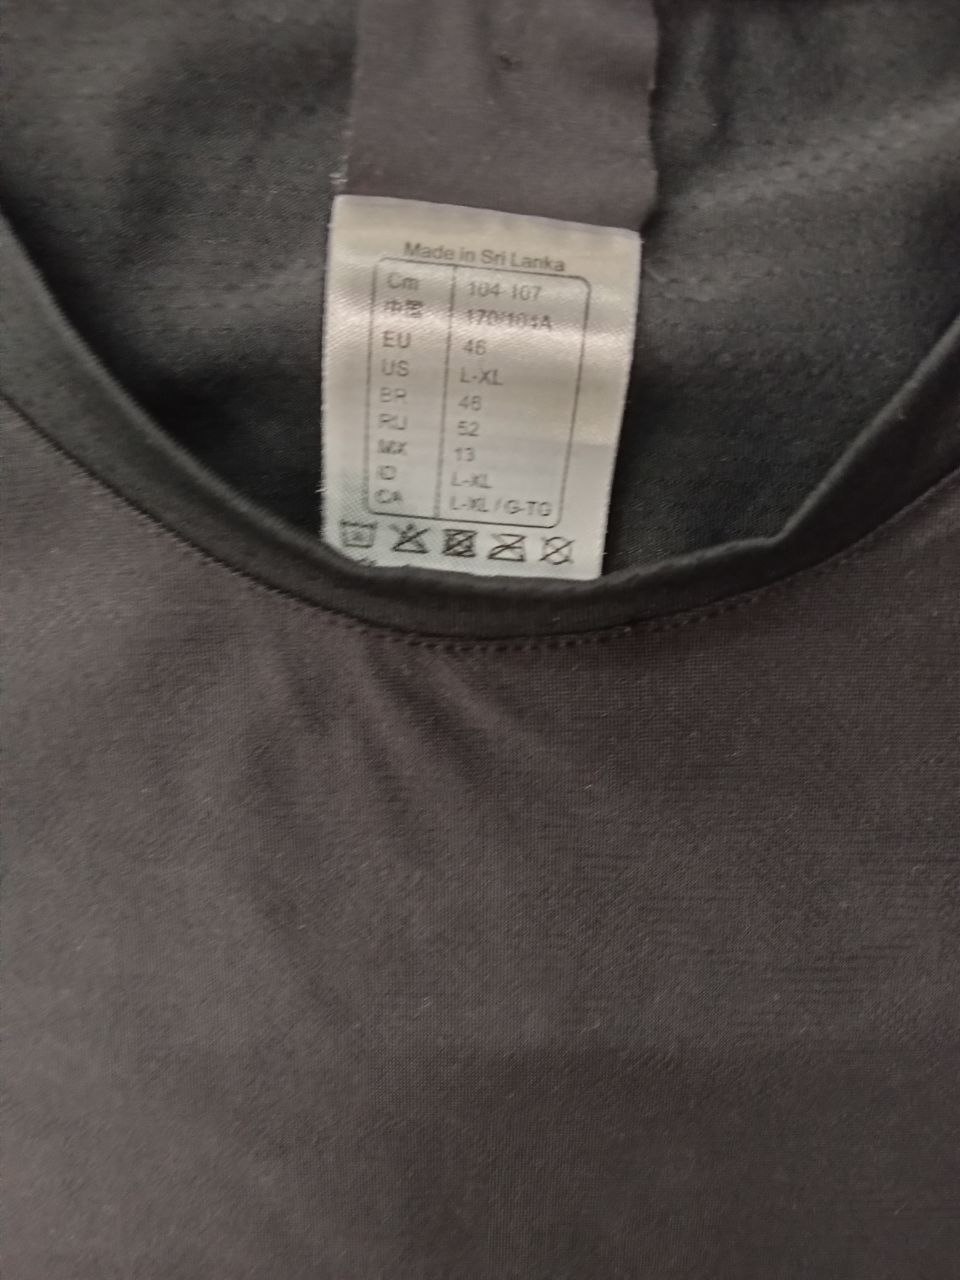 Made in Sri Lanka
Cm 104-107
中国 170/104A
EU 46
US L-XL
BR 48
RU 52
MX 13
ID L-XL
CA L-XL / G-TG